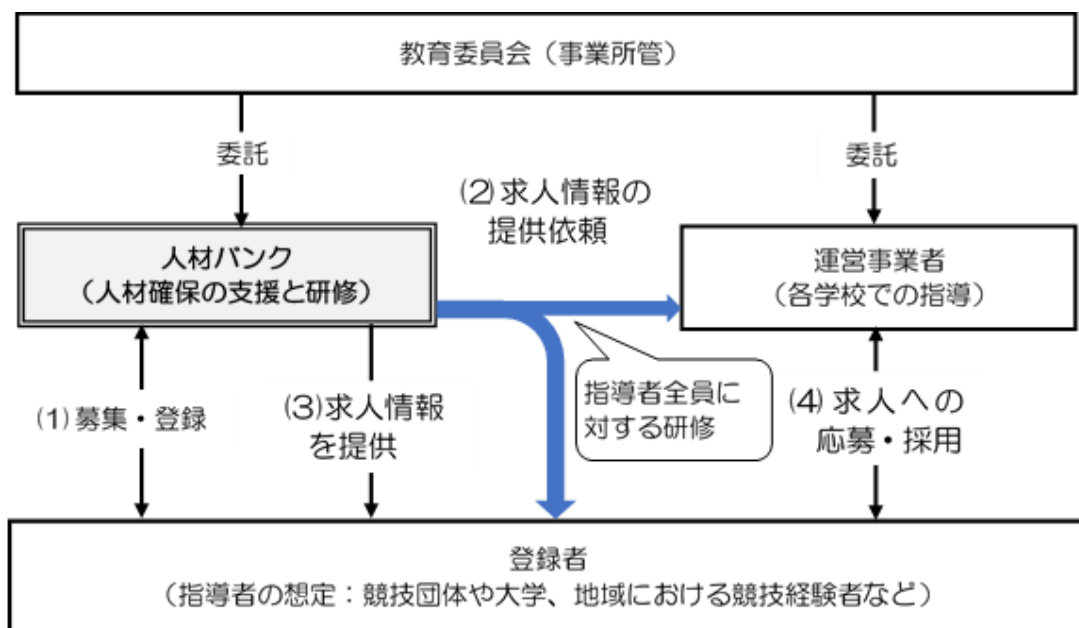 教育委員会（事業所管）
委託
委託
(2)求人情報の
提供依頼
人材バンク
（人材確保の支援と研修）
運営事業者
（各学校での指導）
指導者全員に
対する研修
(1)募集・登録
(3)求人情報
を提供
(4)求人への
応募・採用
登録者
（指導者の想定：競技団体や大学、地域における競技経験者など）